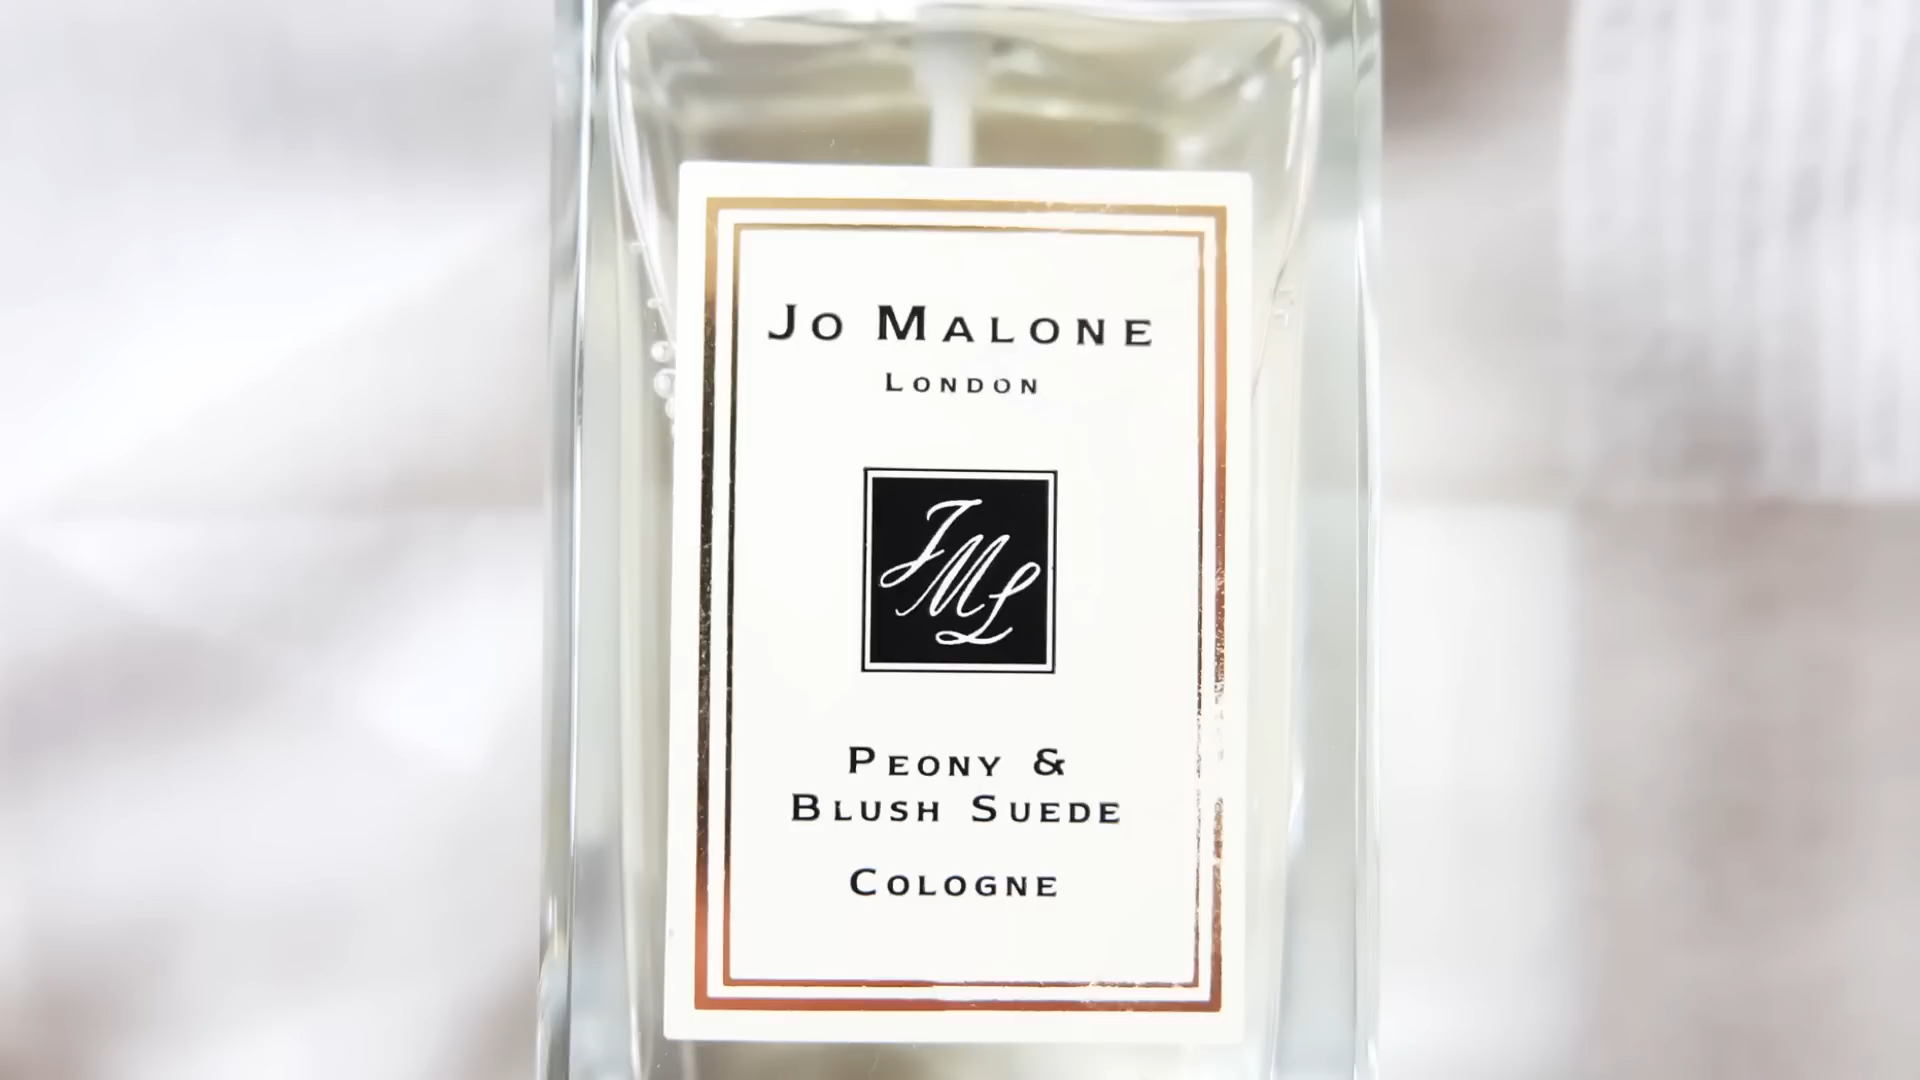 Jo Malone
London
JML
Peony &
Blush Suede
Cologne